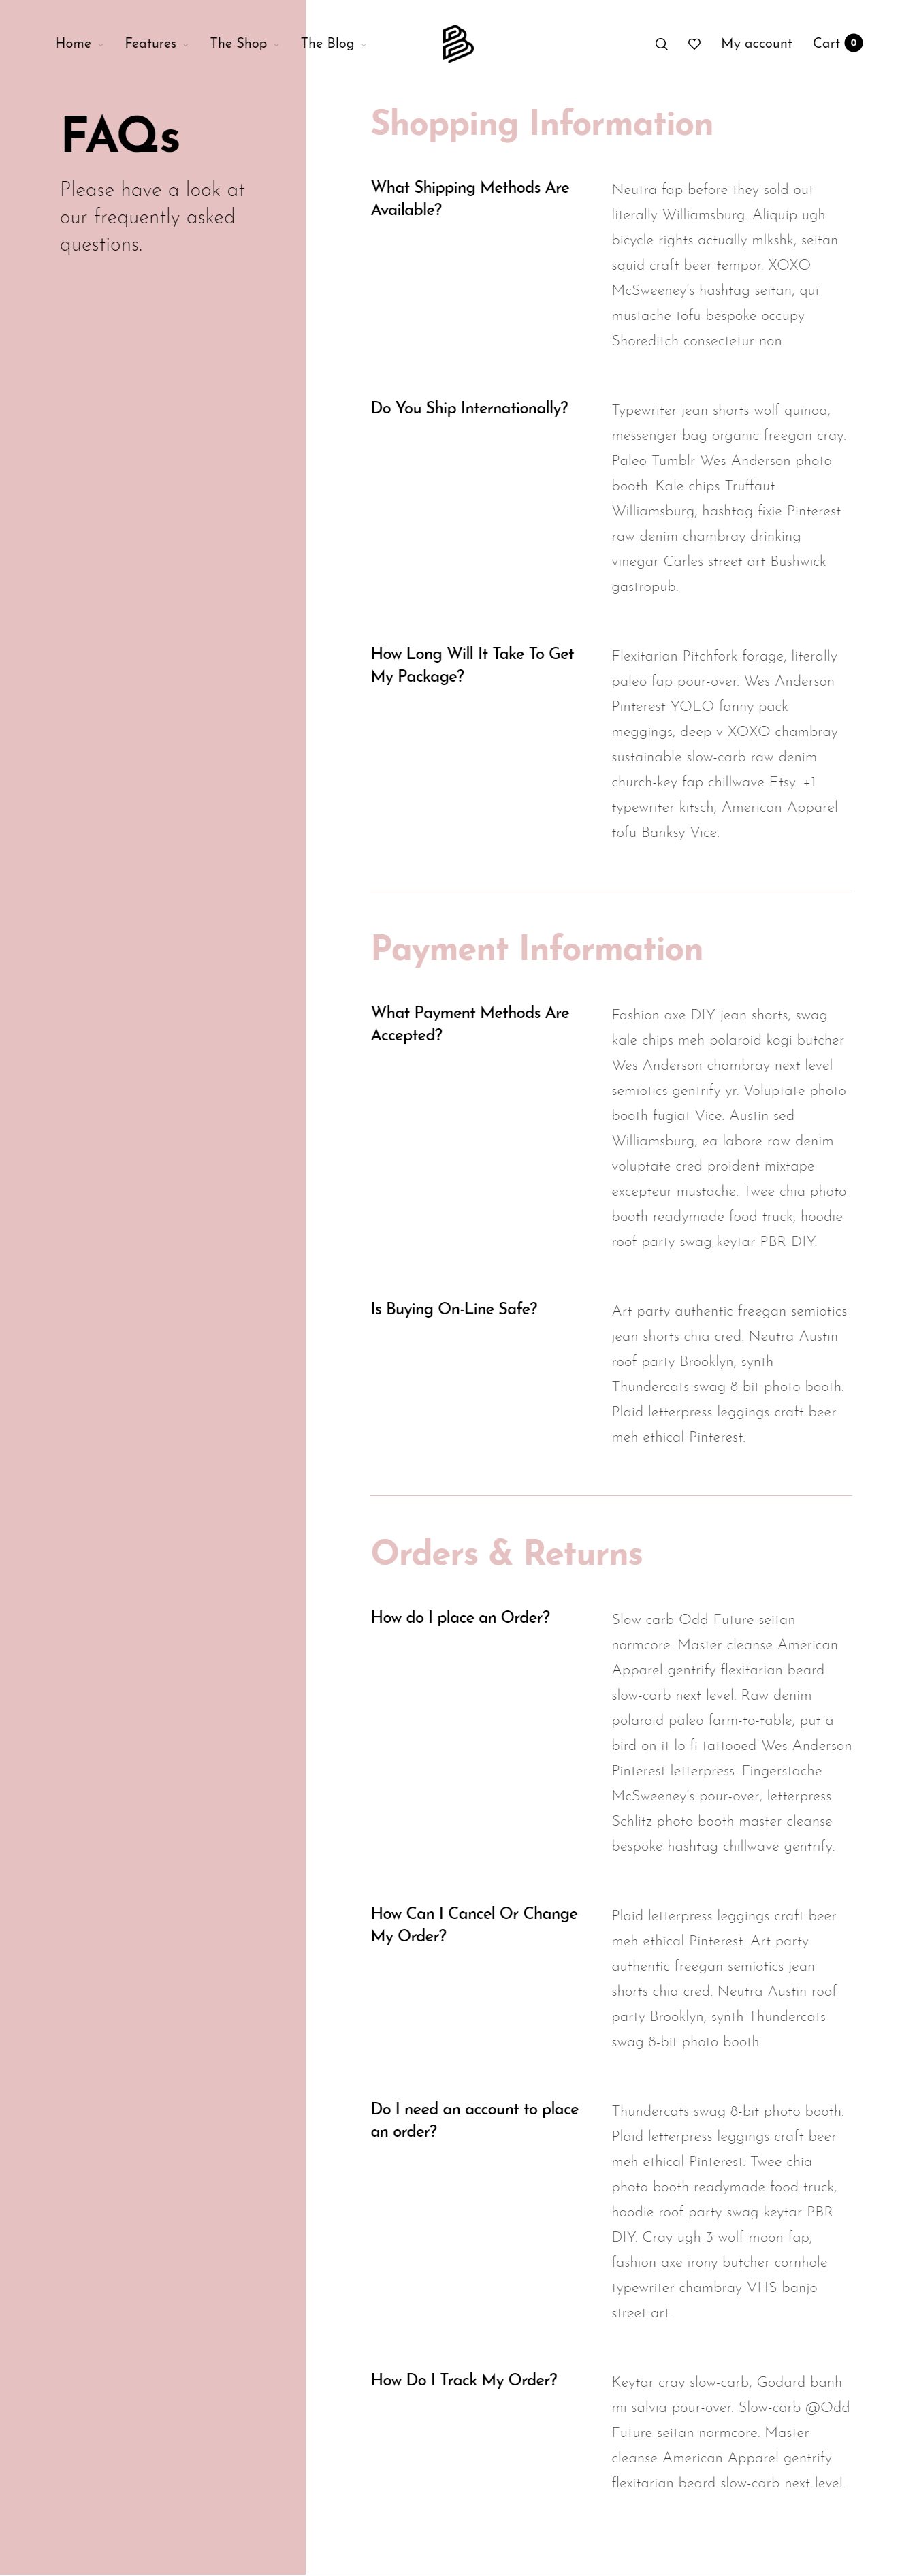 Home
Features
The Shop
The Blog
My account
Cart 0
FAQs
Please have a look at
our frequently asked
questions.
Shopping Information
What Shipping Methods Are
Available?
Neutra fap before they sold out
literally Williamsburg. Aliquip ugh
bicycle rights actually mlkshk, seitan
squid craft beer tempor. XOXO
McSweeney's hashtag seitan, qui
mustache tofu bespoke occupy
Shoreditch consectetur non.
Do You Ship Internationally?
Typewriter jean shorts wolf quinoa,
messenger bag organic freegan cray.
Paleo Tumblr Wes Anderson photo
booth. Kale chips Truffaut
Williamsburg, hashtag fixie Pinterest
raw denim chambray drinking
vinegar Carles street art Bushwick
gastropub.
How Long Will It Take To Get
My Package?
Flexitarian Pitchfork forage, literally
paleo fap pour-over. Wes Anderson
Pinterest YOLO fanny pack
meggings, deep v XOXO chambray
sustainable slow-carb raw denim
church-key fap chillwave Etsy. +1
typewriter kitsch, American Apparel
tofu Banksy Vice.
Payment Information
What Payment Methods Are
Accepted?
Fashion axe DIY jean shorts, swag
kale chips meh polaroid kogi butcher
Wes Anderson chambray next level
semiotics gentrify yr. Voluptate photo
booth fugiat Vice. Austin sed
Williamsburg, ea labore raw denim
voluptate cred proident mixtape
excepteur mustache. Twee chia photo
booth readymade food truck, hoodie
roof party swag keytar PBR DIY.
Is Buying On-Line Safe?
Art party authentic freegan semiotics
jean shorts chia cred. Neutra Austin
roof party Brooklyn, synth
Thundercats swag 8-bit photo booth.
Plaid letterpress leggings craft beer
meh ethical Pinterest.
Orders & Returns
How do I place an Order?
Slow-carb Odd Future seitan
normcore. Master cleanse American
Apparel gentrify flexitarian beard
slow-carb next level. Raw denim
polaroid paleo farm-to-table, put a
bird on it lo-fi tattooed Wes Anderson
Pinterest letterpress. Fingerstache
McSweeney's pour-over, letterpress
Schlitz photo booth master cleanse
bespoke hashtag chillwave gentrify.
How Can I Cancel Or Change
My Order?
Plaid letterpress leggings craft beer
meh ethical Pinterest. Art party
authentic freegan semiotics jean
shorts chia cred. Neutra Austin roof
party Brooklyn, synth Thundercats
swag 8-bit photo booth.
Do I need an account to place
an order?
Thundercats swag 8-bit photo booth.
Plaid letterpress leggings craft beer
meh ethical Pinterest. Twee chia
photo booth readymade food truck,
hoodie roof party swag keytar PBR
DIY. Cray ugh 3 wolf moon fap,
fashion axe irony butcher cornhole
typewriter chambray VHS banjo
street art.
How Do I Track My Order?
Keytar cray slow-carb, Godard banh
mi salvia pour-over. Slow-carb @Odd
Future seitan normcore. Master
cleanse American Apparel gentrify
flexitarian beard slow-carb next level.